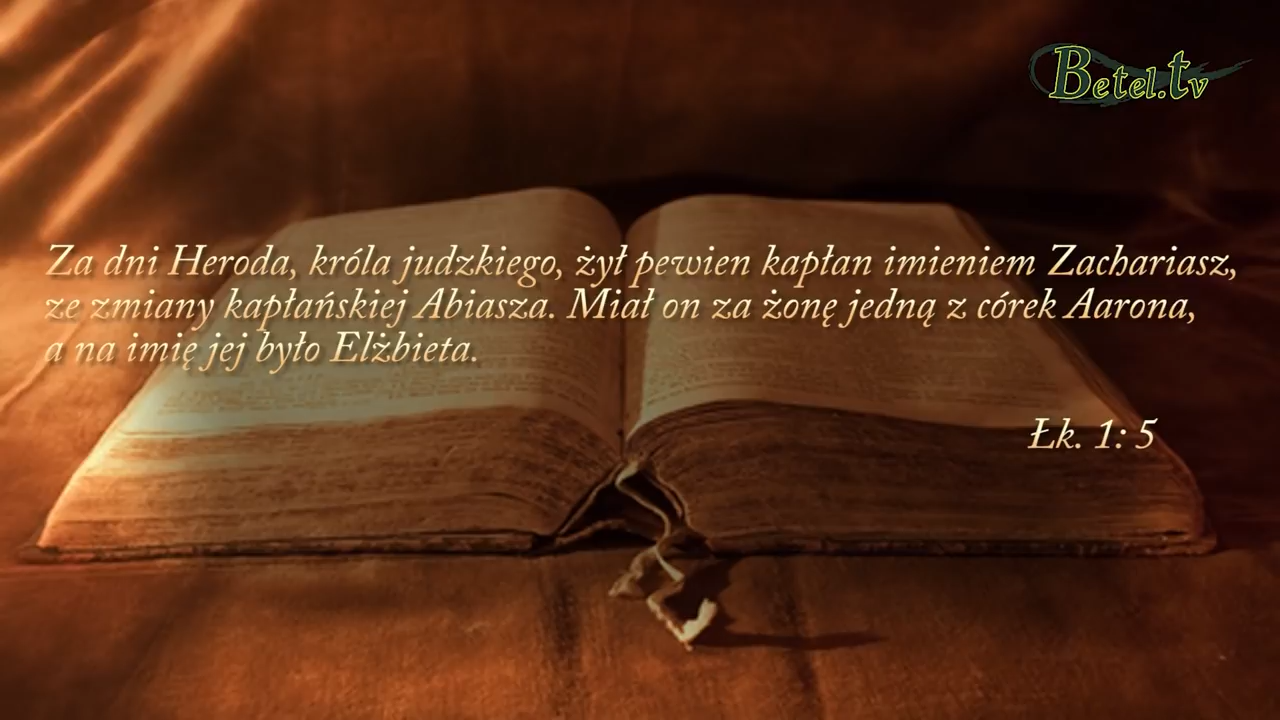 Betel.tv
Za dni Heroda, króla judzkiego, żył pewien kapłan imieniem Zachariasz,
ze zmiany kapłańskiej Abiasza. Miał on za żonę jedną z córek Aarona,
a na imię jej było Elżbieta.
Łk. 1: 5